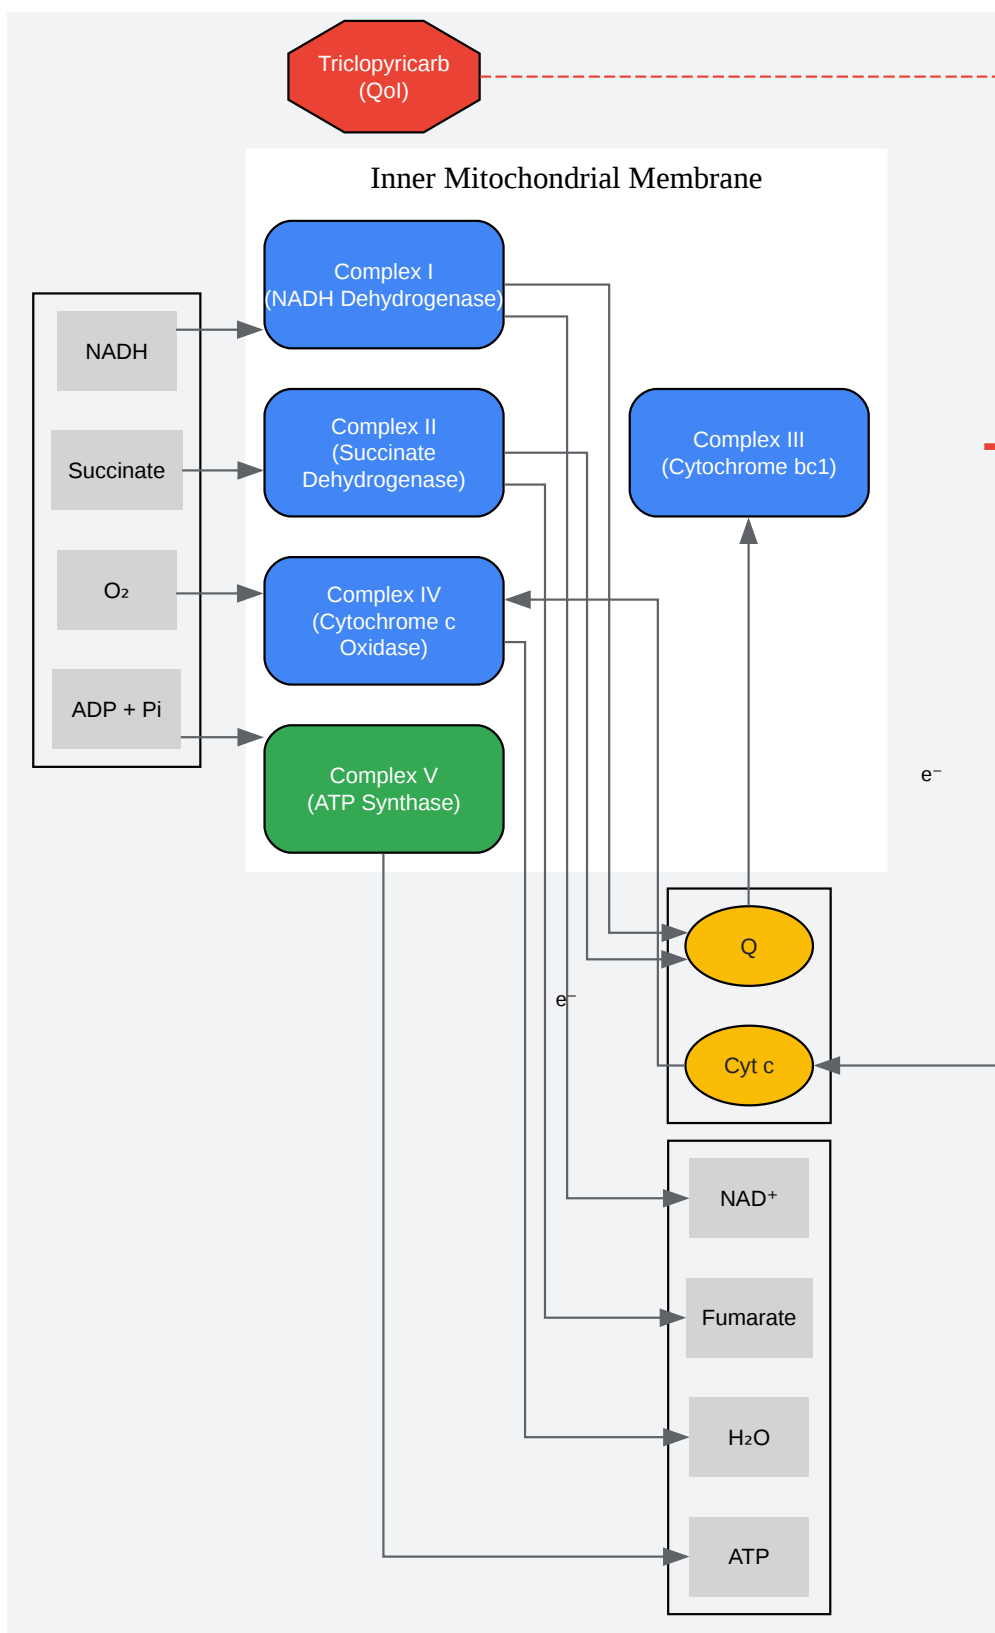 Triclopyricarb
(QoI)
Inner Mitochondrial Membrane
Complex I
(NADH Dehydrogenase)
NADH
Complex II
(Succinate
Dehydrogenase)
Complex III
(Cytochrome bc1)
Succinate
O₂
Complex IV
(Cytochrome c
Oxidase)
ADP + Pi
Complex V
(ATP Synthase)
e⁻
Q
e⁻
Cyt c
NAD⁺
Fumarate
H₂O
ATP